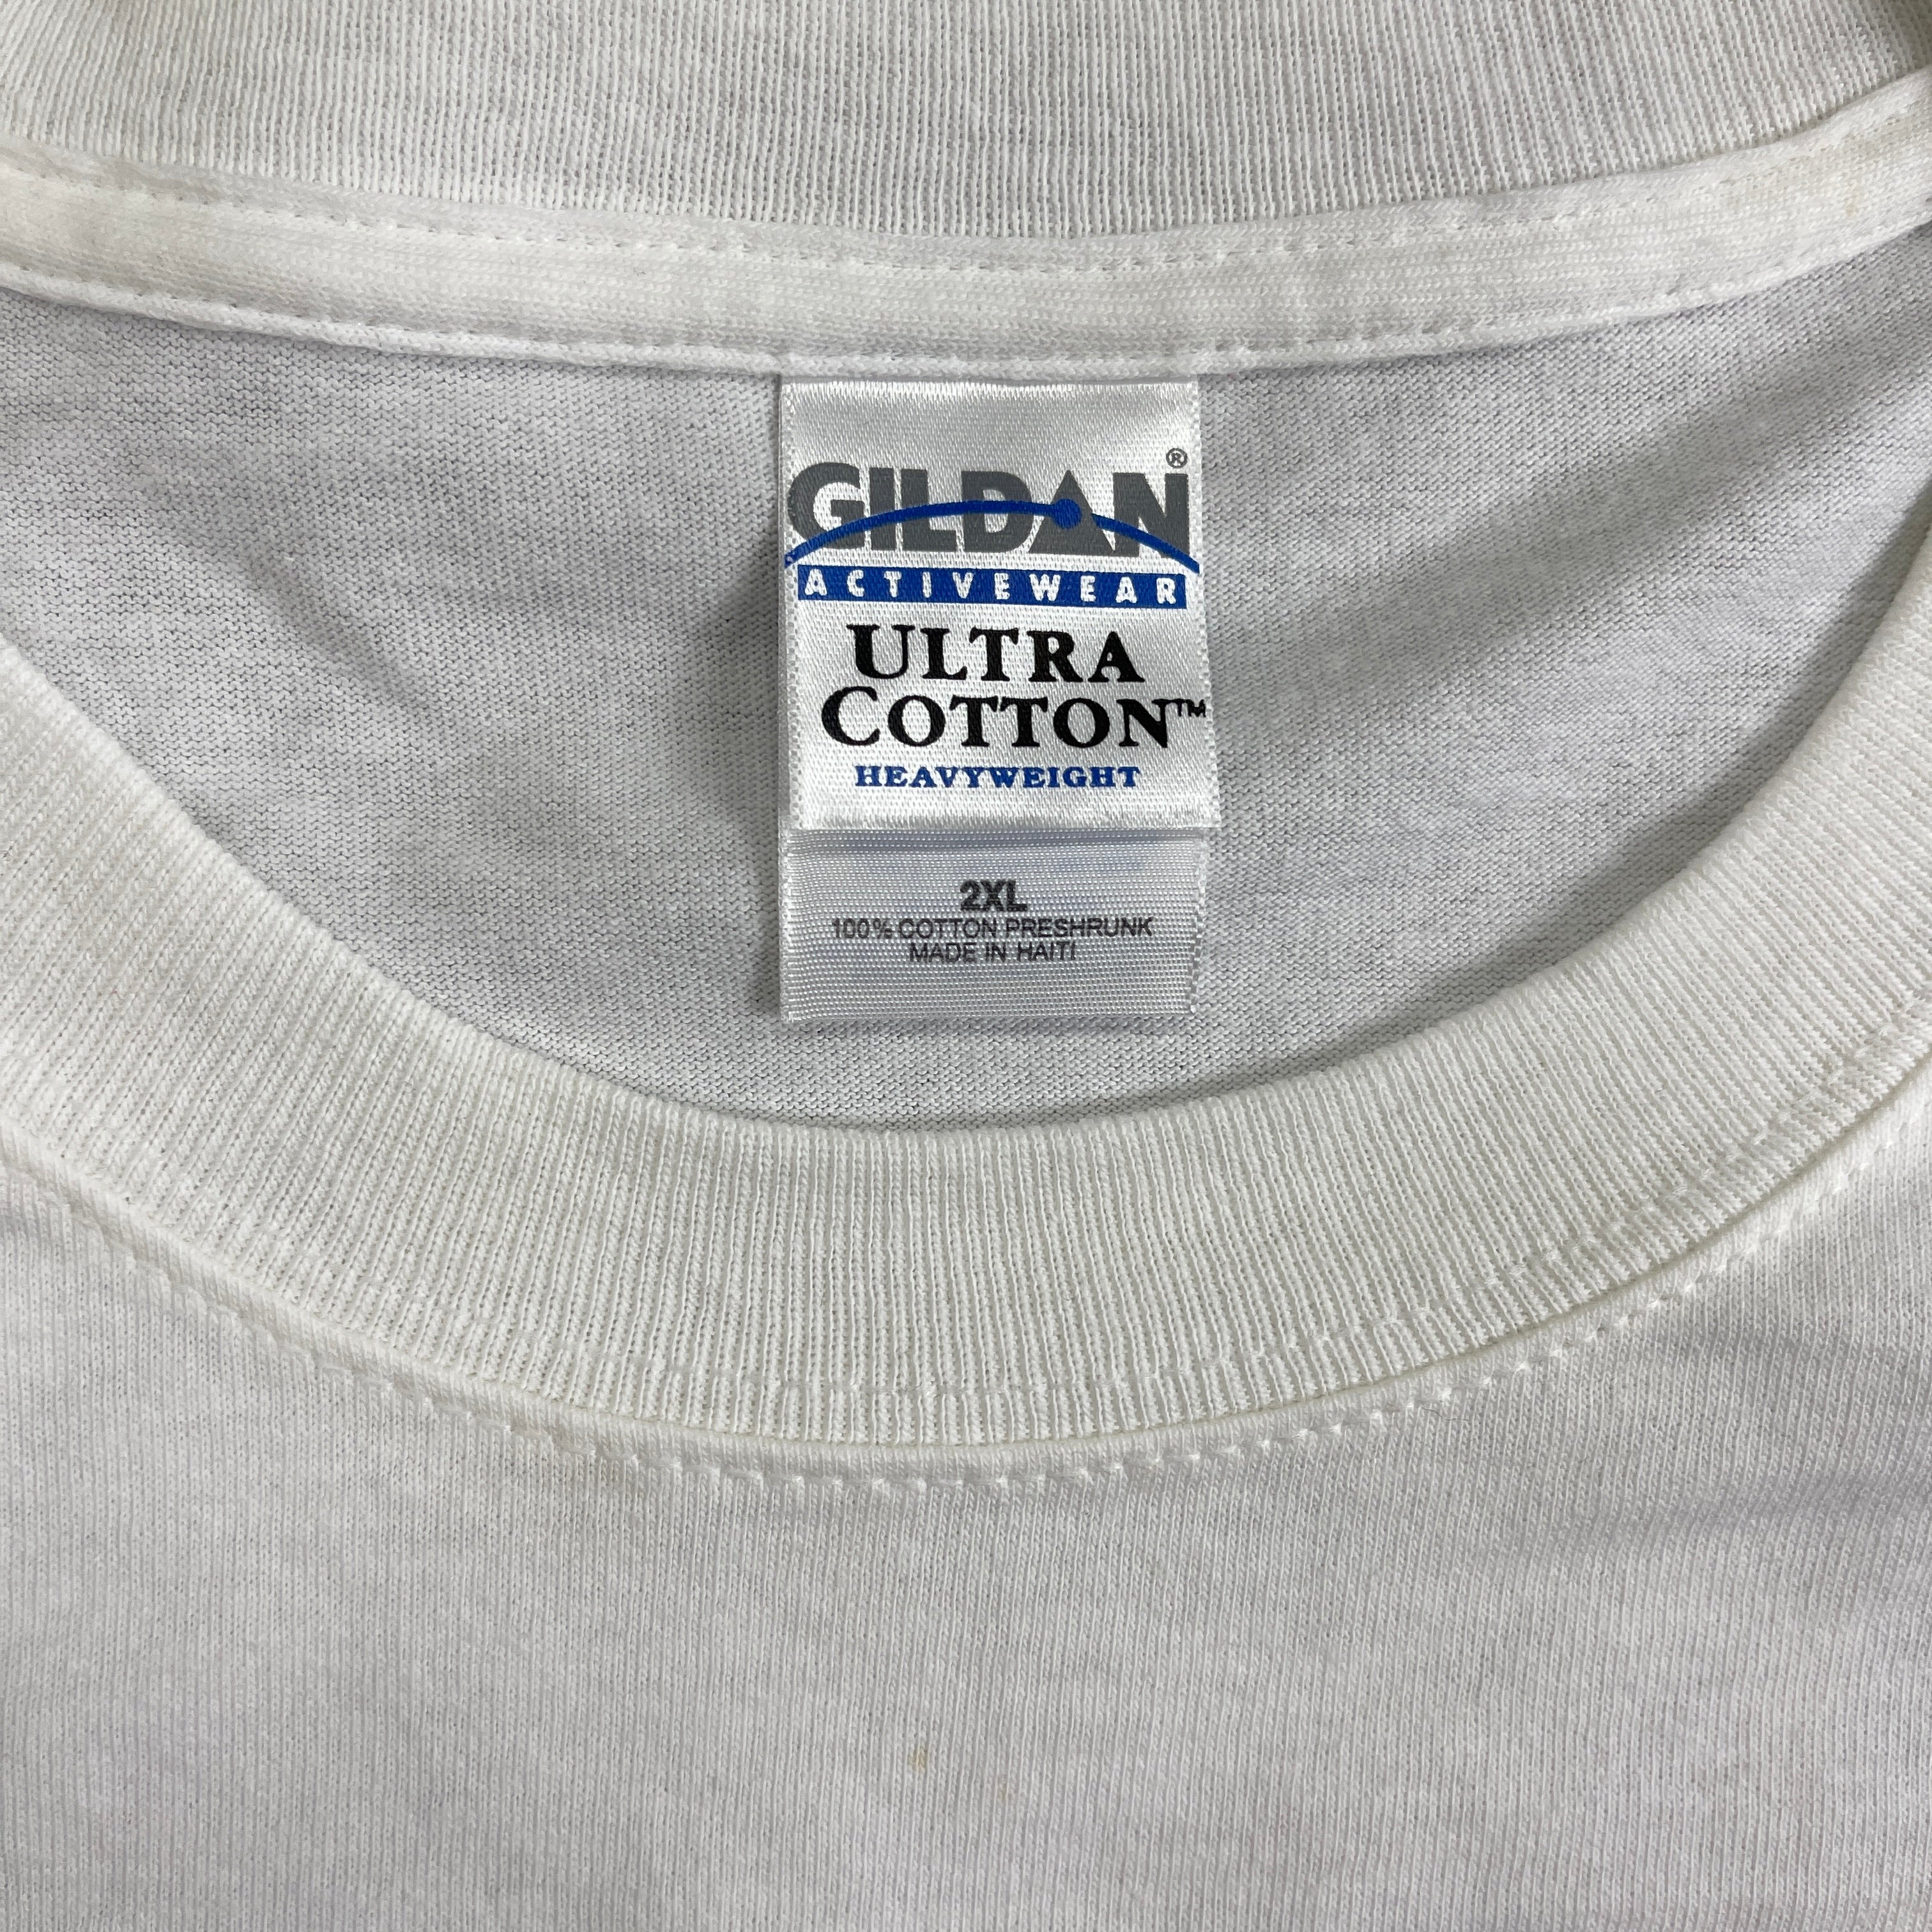 GILDAN®
ACTIVEWEAR
ULTRA
COTTON™
HEAVYWEIGHT
2XL
100% COTTON PRESHRUNK
MADE IN HAITI